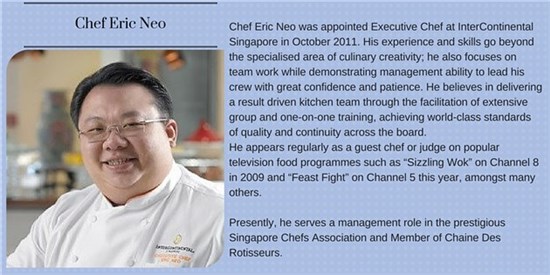 Chef Eric Neo
Chef Eric Neo was appointed Executive Chef at InterContinental
Singapore in October 2011. His experience and skills go beyond
the specialised area of culinary creativity; he also focuses on
team work while demonstrating management ability to lead his
crew with great confidence and patience. He believes in delivering
a result driven kitchen team through the facilitation of extensive
group and one-on-one training, achieving world-class standards
of quality and continuity across the board.
He appears regularly as a guest chef or judge on popular
television food programmes such as “Sizzling Wok” on Channel 8
in 2009 and “Feast Fight” on Channel 5 this year, amongst many
others.
Presently, he serves a management role in the prestigious
Singapore Chefs Association and Member of Chaine Des
Rotisseurs.
INTERCONTINENTAL
EXECUTIVE CHEF
ERIC NEO